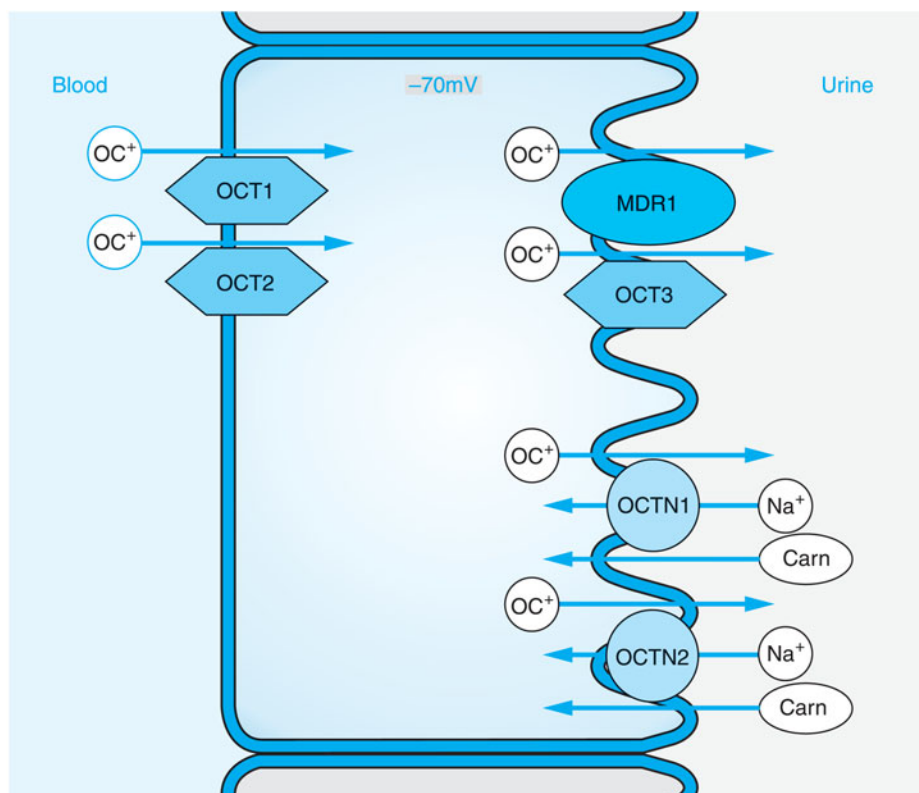 Blood
–70mV
Urine
OC+
OCT1
OC+
OCT2
OC+
MDR1
OC+
OCT3
OC+
OCTN1
Na+
Carn
OC+
OCTN2
Na+
Carn